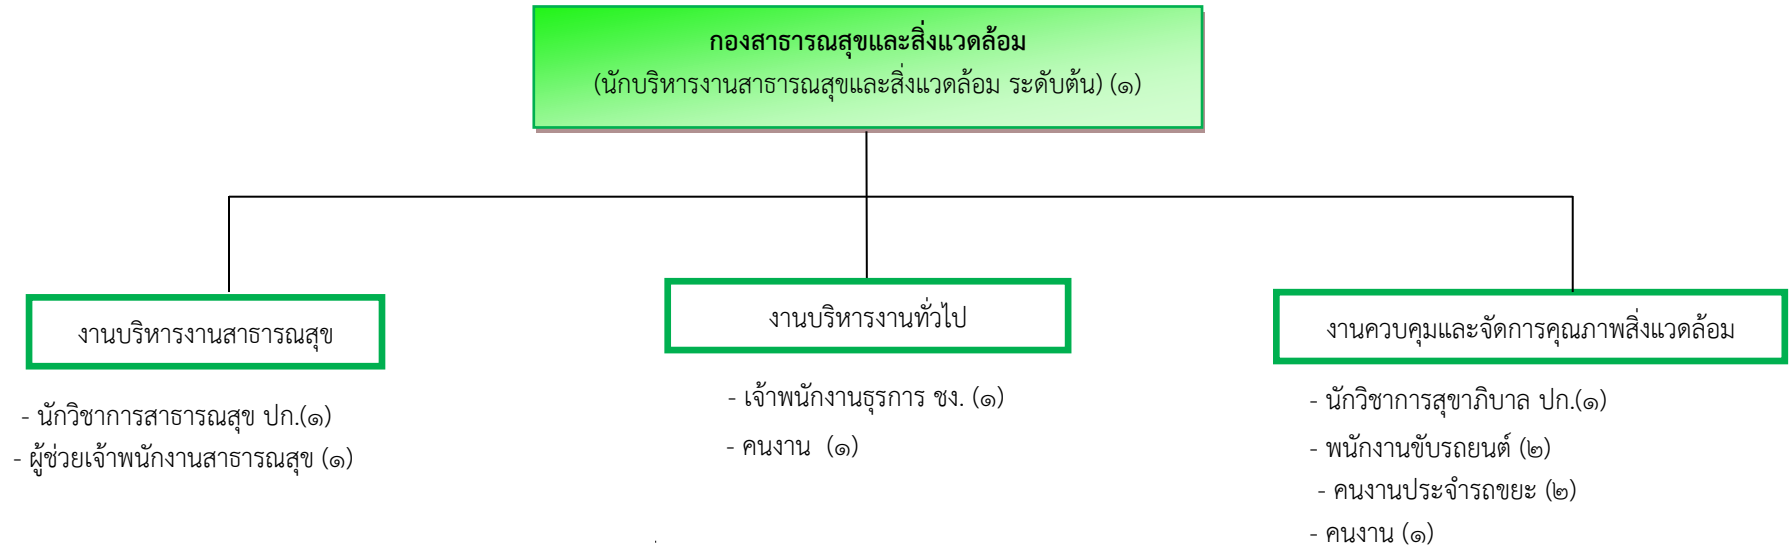 กองสาธารณสุขและสิ่งแวดล้อม
(นักบริหารงานสาธารณสุขและสิ่งแวดล้อม ระดับต้น) (๑)
งานบริหารงานสาธารณสุข
- นักวิชาการสาธารณสุข ปก.(๑)
- ผู้ช่วยเจ้าพนักงานสาธารณสุข (๑)
งานบริหารงานทั่วไป
- เจ้าพนักงานธุรการ ชง. (๑)
- คนงาน (๑)
งานควบคุมและจัดการคุณภาพสิ่งแวดล้อม
- นักวิชาการสุขาภิบาล ปก.(๑)
- พนักงานขับรถยนต์ (๒)
- คนงานประจำรถขยะ (๒)
- คนงาน (๑)